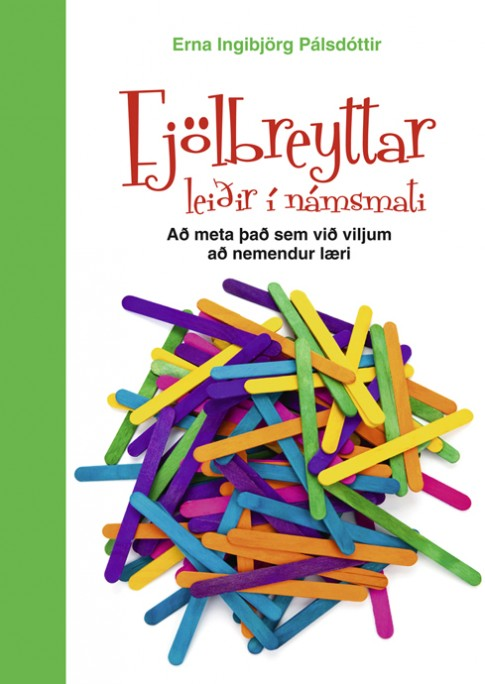 Erna Ingibjörg Pálsdóttir
Fjölbreyttar
leiðir í námsmati
Að meta það sem við viljum
að nemendur læri